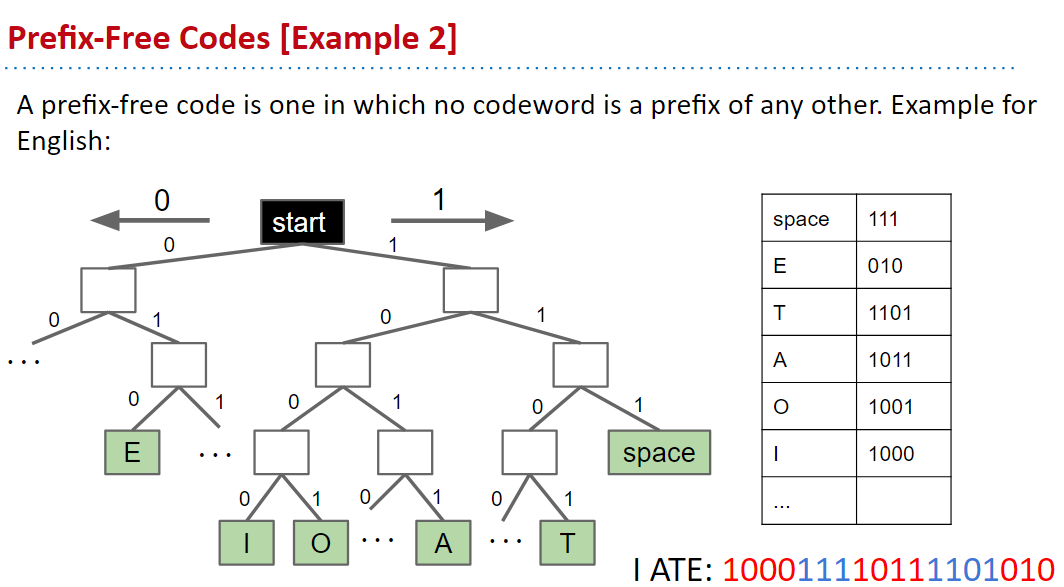 Prefix-Free Codes [Example 2]
A prefix-free code is one in which no codeword is a prefix of any other. Example for
English:
0 1
start
0 1
0 1 0 1
...
0 1 0 1 0 1
E ... space
0 1 0 1 0 1
I O ... A ... T
space 111
E 010
T 1101
A 1011
O 1001
I 1000
...
I ATE: 100011110111101010